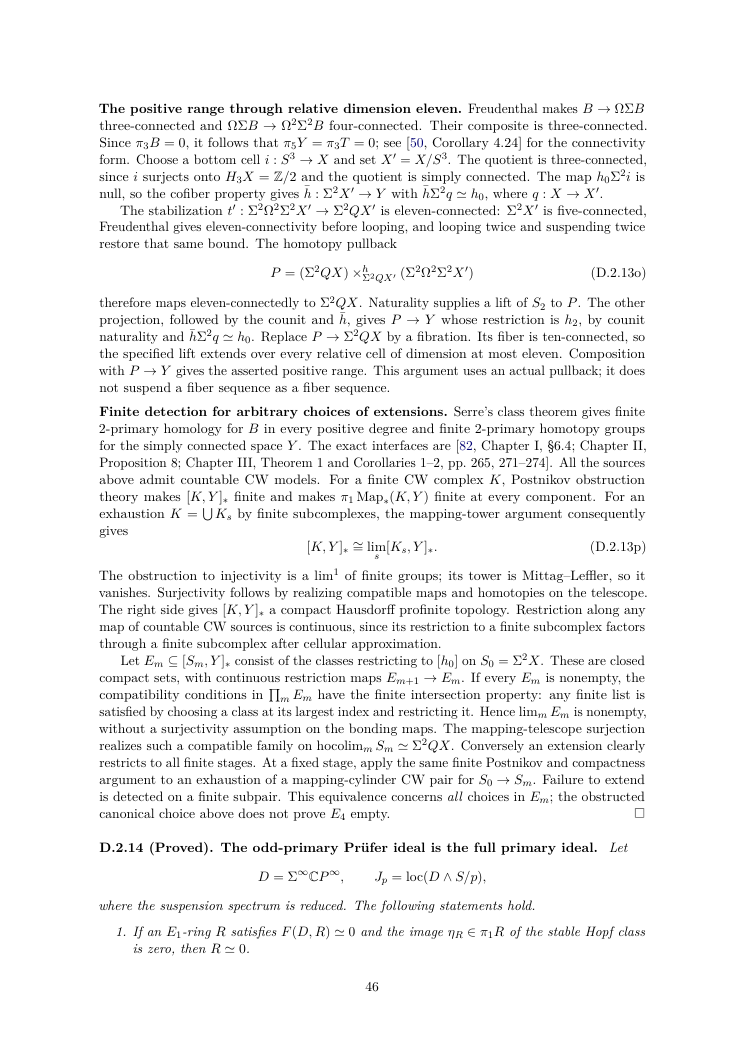 The positive range through relative dimension eleven. Freudenthal makes B → ΩΣB
three-connected and ΩΣB → Ω²Σ²B four-connected. Their composite is three-connected.
Since π₃B = 0, it follows that π₅Y = π₃T = 0; see [50, Corollary 4.24] for the connectivity
form. Choose a bottom cell i : S³ → X and set X′ = X/S³. The quotient is three-connected,
since i surjects onto H₃X = ℤ/2 and the quotient is simply connected. The map h₀Σ²i is
null, so the cofiber property gives h̄ : Σ²X′ → Y with h̄Σ²q ≃ h₀, where q : X → X′.
The stabilization t′ : Σ²Ω²Σ²X′ → Σ²QX′ is eleven-connected: Σ²X′ is five-connected,
Freudenthal gives eleven-connectivity before looping, and looping twice and suspending twice
restore that same bound. The homotopy pullback
P = (Σ²QX) ×ʰ_{Σ²QX′} (Σ²Ω²Σ²X′) (D.2.13o)
therefore maps eleven-connectedly to Σ²QX. Naturality supplies a lift of S₂ to P. The other
projection, followed by the counit and h̄, gives P → Y whose restriction is h₂, by counit
naturality and h̄Σ²q ≃ h₀. Replace P → Σ²QX by a fibration. Its fiber is ten-connected, so
the specified lift extends over every relative cell of dimension at most eleven. Composition
with P → Y gives the asserted positive range. This argument uses an actual pullback; it does
not suspend a fiber sequence as a fiber sequence.
Finite detection for arbitrary choices of extensions. Serre's class theorem gives finite
2-primary homology for B in every positive degree and finite 2-primary homotopy groups
for the simply connected space Y. The exact interfaces are [82, Chapter I, §6.4; Chapter II,
Proposition 8; Chapter III, Theorem 1 and Corollaries 1–2, pp. 265, 271–274]. All the sources
above admit countable CW models. For a finite CW complex K, Postnikov obstruction
theory makes [K, Y]∗ finite and makes π₁ Map∗(K, Y) finite at every component. For an
exhaustion K = ⋃ Kₛ by finite subcomplexes, the mapping-tower argument consequently
gives
[K, Y]∗ ≅ limₛ[Kₛ, Y]∗. (D.2.13p)
The obstruction to injectivity is a lim¹ of finite groups; its tower is Mittag–Leffler, so it
vanishes. Surjectivity follows by realizing compatible maps and homotopies on the telescope.
The right side gives [K, Y]∗ a compact Hausdorff profinite topology. Restriction along any
map of countable CW sources is continuous, since its restriction to a finite subcomplex factors
through a finite subcomplex after cellular approximation.
Let Eₘ ⊆ [Sₘ, Y]∗ consist of the classes restricting to [h₀] on S₀ = Σ²X. These are closed
compact sets, with continuous restriction maps Eₘ₊₁ → Eₘ. If every Eₘ is nonempty, the
compatibility conditions in ∏ₘ Eₘ have the finite intersection property: any finite list is
satisfied by choosing a class at its largest index and restricting it. Hence limₘ Eₘ is nonempty,
without a surjectivity assumption on the bonding maps. The mapping-telescope surjection
realizes such a compatible family on hocolimₘ Sₘ ≃ Σ²QX. Conversely an extension clearly
restricts to all finite stages. At a fixed stage, apply the same finite Postnikov and compactness
argument to an exhaustion of a mapping-cylinder CW pair for S₀ → Sₘ. Failure to extend
is detected on a finite subpair. This equivalence concerns all choices in Eₘ; the obstructed
canonical choice above does not prove E₄ empty. □
D.2.14 (Proved). The odd-primary Prüfer ideal is the full primary ideal. Let
D = Σ^∞ℂP^∞, Jₚ = loc(D ∧ S/p),
where the suspension spectrum is reduced. The following statements hold.
1. If an E₁-ring R satisfies F(D, R) ≃ 0 and the image η_R ∈ π₁R of the stable Hopf class
is zero, then R ≃ 0.
46